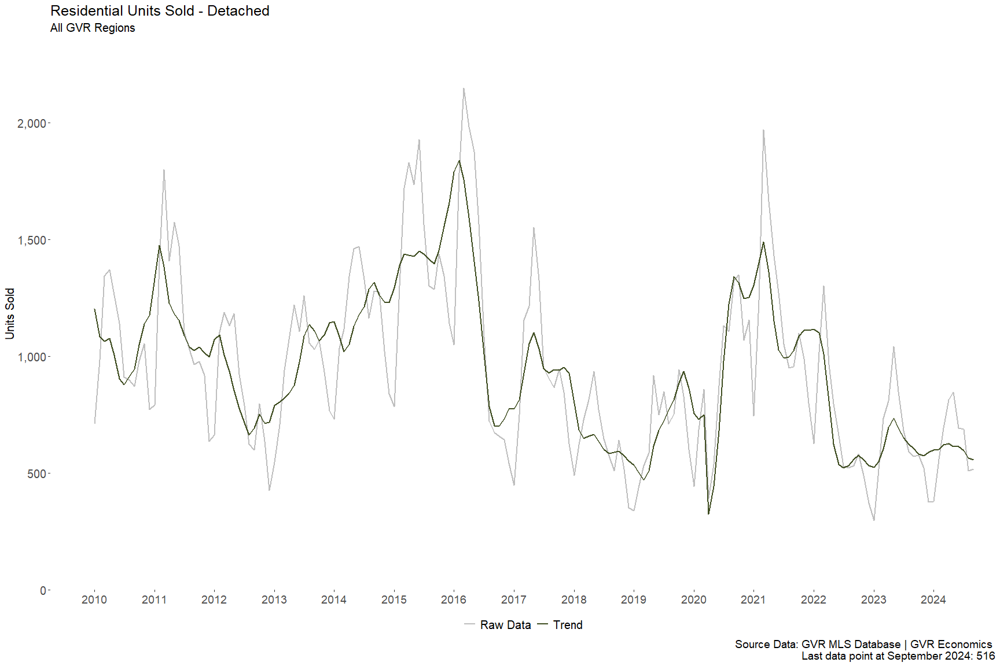 Residential Units Sold - Detached
All GVR Regions
Units Sold
2,000
1,500
1,000
500
0
2010 2011 2012 2013 2014 2015 2016 2017 2018 2019 2020 2021 2022 2023 2024
Raw Data Trend
Source Data: GVR MLS Database | GVR Economics
Last data point at September 2024: 516